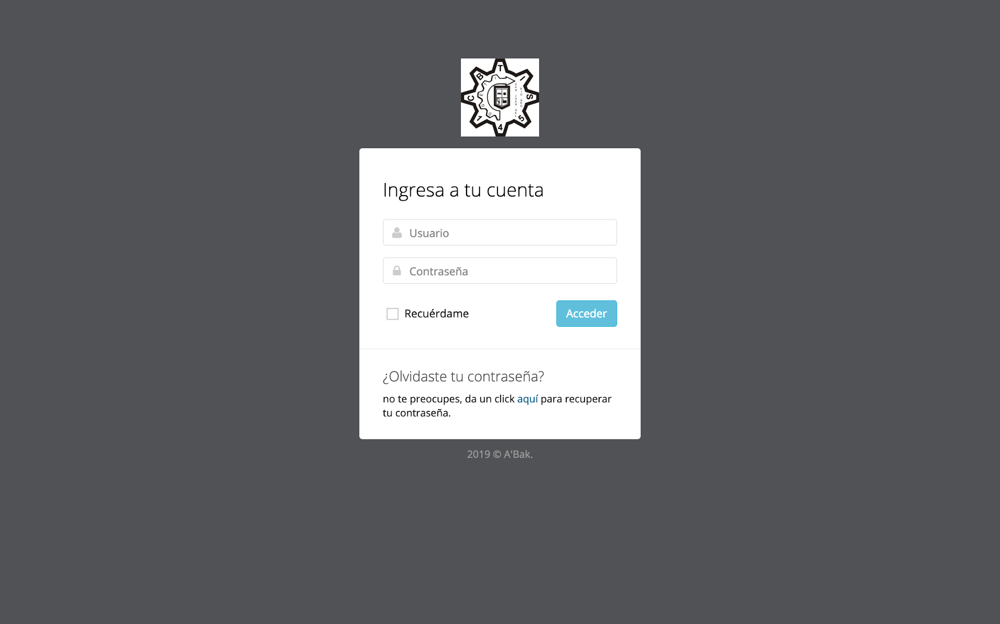 CBTIS 145
DGETI
SAN JUAN DEL
RIO QRO
Ingresa a tu cuenta
Usuario
Contraseña
Recuérdame
Acceder
¿Olvidaste tu contraseña?
no te preocupes, da un click aquí para recuperar
tu contraseña.
2019 © A'Bak.